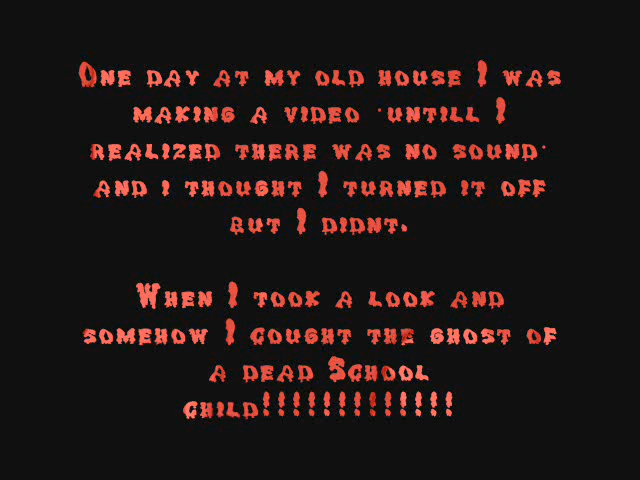 One day at my old house I was
making a video 'untill I
realized there was no sound'
and i thought I turned it off
but I didnt.
When I took a look and
somehow I cought the ghost of
a dead School
child!!!!!!!!!!!!!